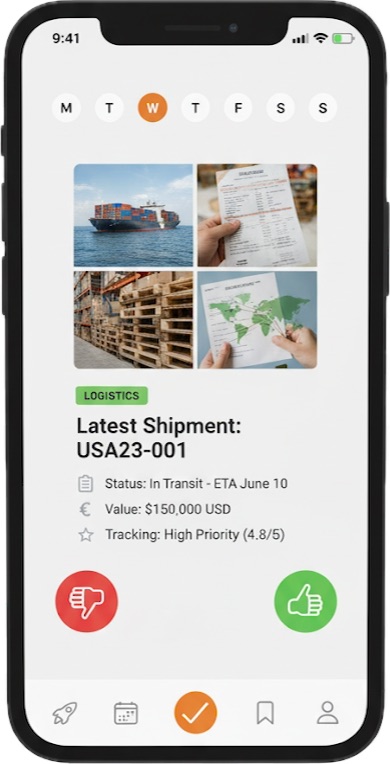 9:41
M T W T F S S
LOGISTICS
Latest Shipment:
USA23-001
Status: In Transit - ETA June 10
€ Value: $150,000 USD
Tracking: High Priority (4.8/5)